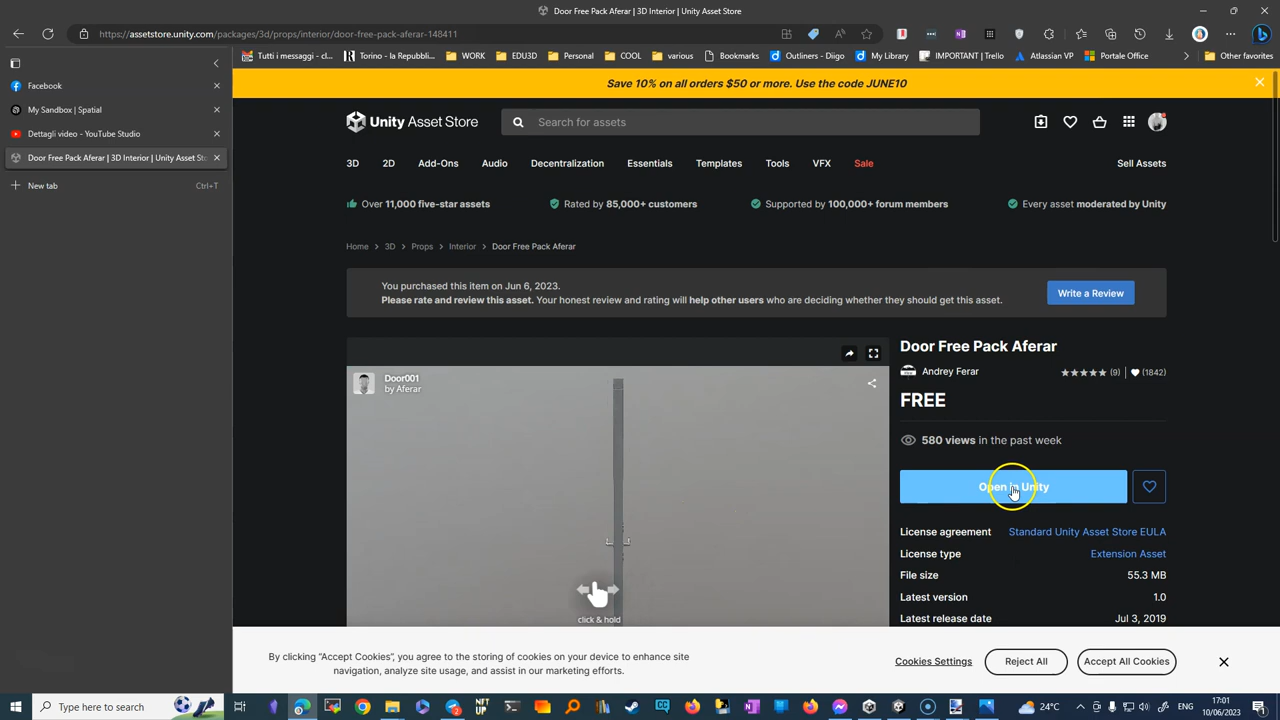 Door Free Pack Aferar | 3D Interior | Unity Asset Store
https://assetstore.unity.com/packages/3d/props/interior/door-free-pack-aferar-148411
Tutti i messaggi - cl...
Torino - la Repubbli...
WORK
EDU3D
Personal
COOL
various
Bookmarks
Outliners - Diigo
My Library
IMPORTANT | Trello
Atlassian VP
Portale Office
Other favorites
Facebook
My Sandbox | Spatial
Dettagli video - YouTube Studio
Door Free Pack Aferar | 3D Interior | Unity Asset Sto
New tab
Ctrl+T
Save 10% on all orders $50 or more. Use the code JUNE10
Unity Asset Store
Search for assets
3D
2D
Add-Ons
Audio
Decentralization
Essentials
Templates
Tools
VFX
Sale
Sell Assets
Over 11,000 five-star assets
Rated by 85,000+ customers
Supported by 100,000+ forum members
Every asset moderated by Unity
Home > 3D > Props > Interior > Door Free Pack Aferar
You purchased this item on Jun 6, 2023.
Please rate and review this asset. Your honest review and rating will help other users who are deciding whether they should get this asset.
Write a Review
Door001
by Aferar
click & hold
Door Free Pack Aferar
Andrey Ferar
(9)
(1842)
FREE
580 views in the past week
Open in Unity
License agreement
Standard Unity Asset Store EULA
License type
Extension Asset
File size
55.3 MB
Latest version
1.0
Latest release date
Jul 3, 2019
By clicking “Accept Cookies”, you agree to the storing of cookies on your device to enhance site
navigation, analyze site usage, and assist in our marketing efforts.
Cookies Settings
Reject All
Accept All Cookies
Type here to search
NFT
UP
CC
24°C
ENG
17:01
10/06/2023